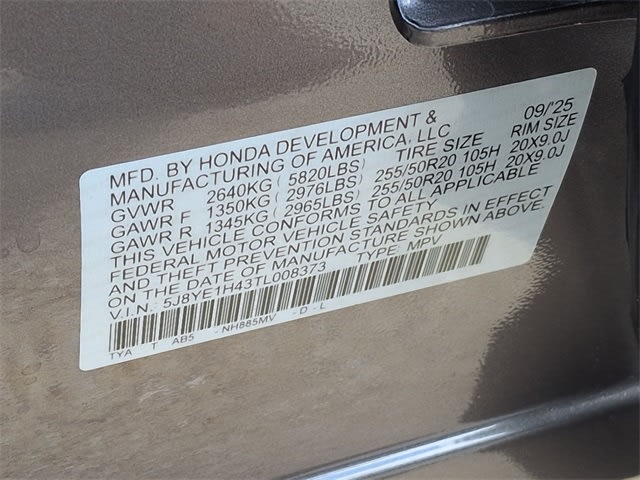 MFD. BY HONDA DEVELOPMENT & 09/'25
MANUFACTURING OF AMERICA, LLC TIRE SIZE RIM SIZE
GVWR 2640KG ( 5820LBS)
GAWR F 1350KG ( 2976LBS) 255/50R20 105H 20X9.0J
GAWR R 1345KG ( 2965LBS) 255/50R20 105H 20X9.0J
THIS VEHICLE CONFORMS TO ALL APPLICABLE
FEDERAL MOTOR VEHICLE SAFETY
AND THEFT PREVENTION STANDARDS IN EFFECT
ON THE DATE OF MANUFACTURE SHOWN ABOVE.
V.I.N.: 5J8YE1H43TL008373 TYPE: MPV
TYA T AB5 - NH885MV - D - L